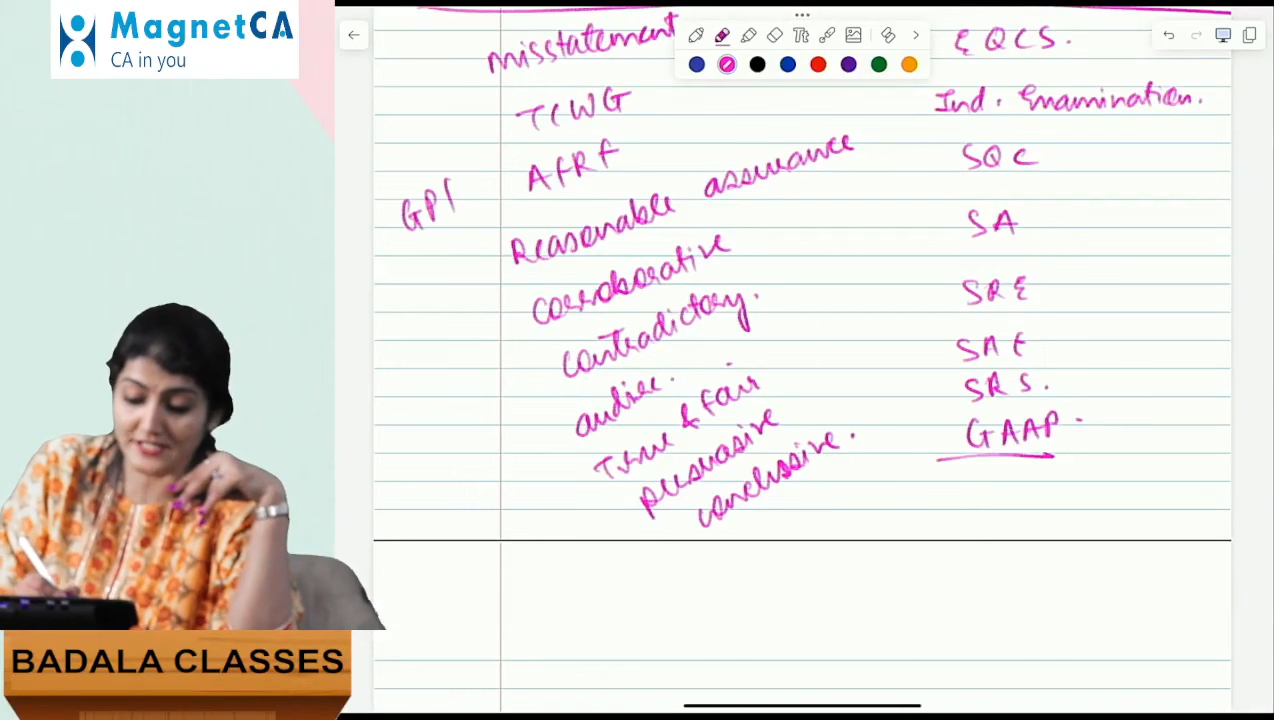 MagnetCA
CA in you
misstatement
TCWG
AFRF
GPF
Reasonable assurance
corroborative
contradictory.
True & fair
persuasive
conclusive.
EQCS.
Ind. Examination.
SQC
SA
SRE
SAE
SRS.
GAAP.
BADALA CLASSES